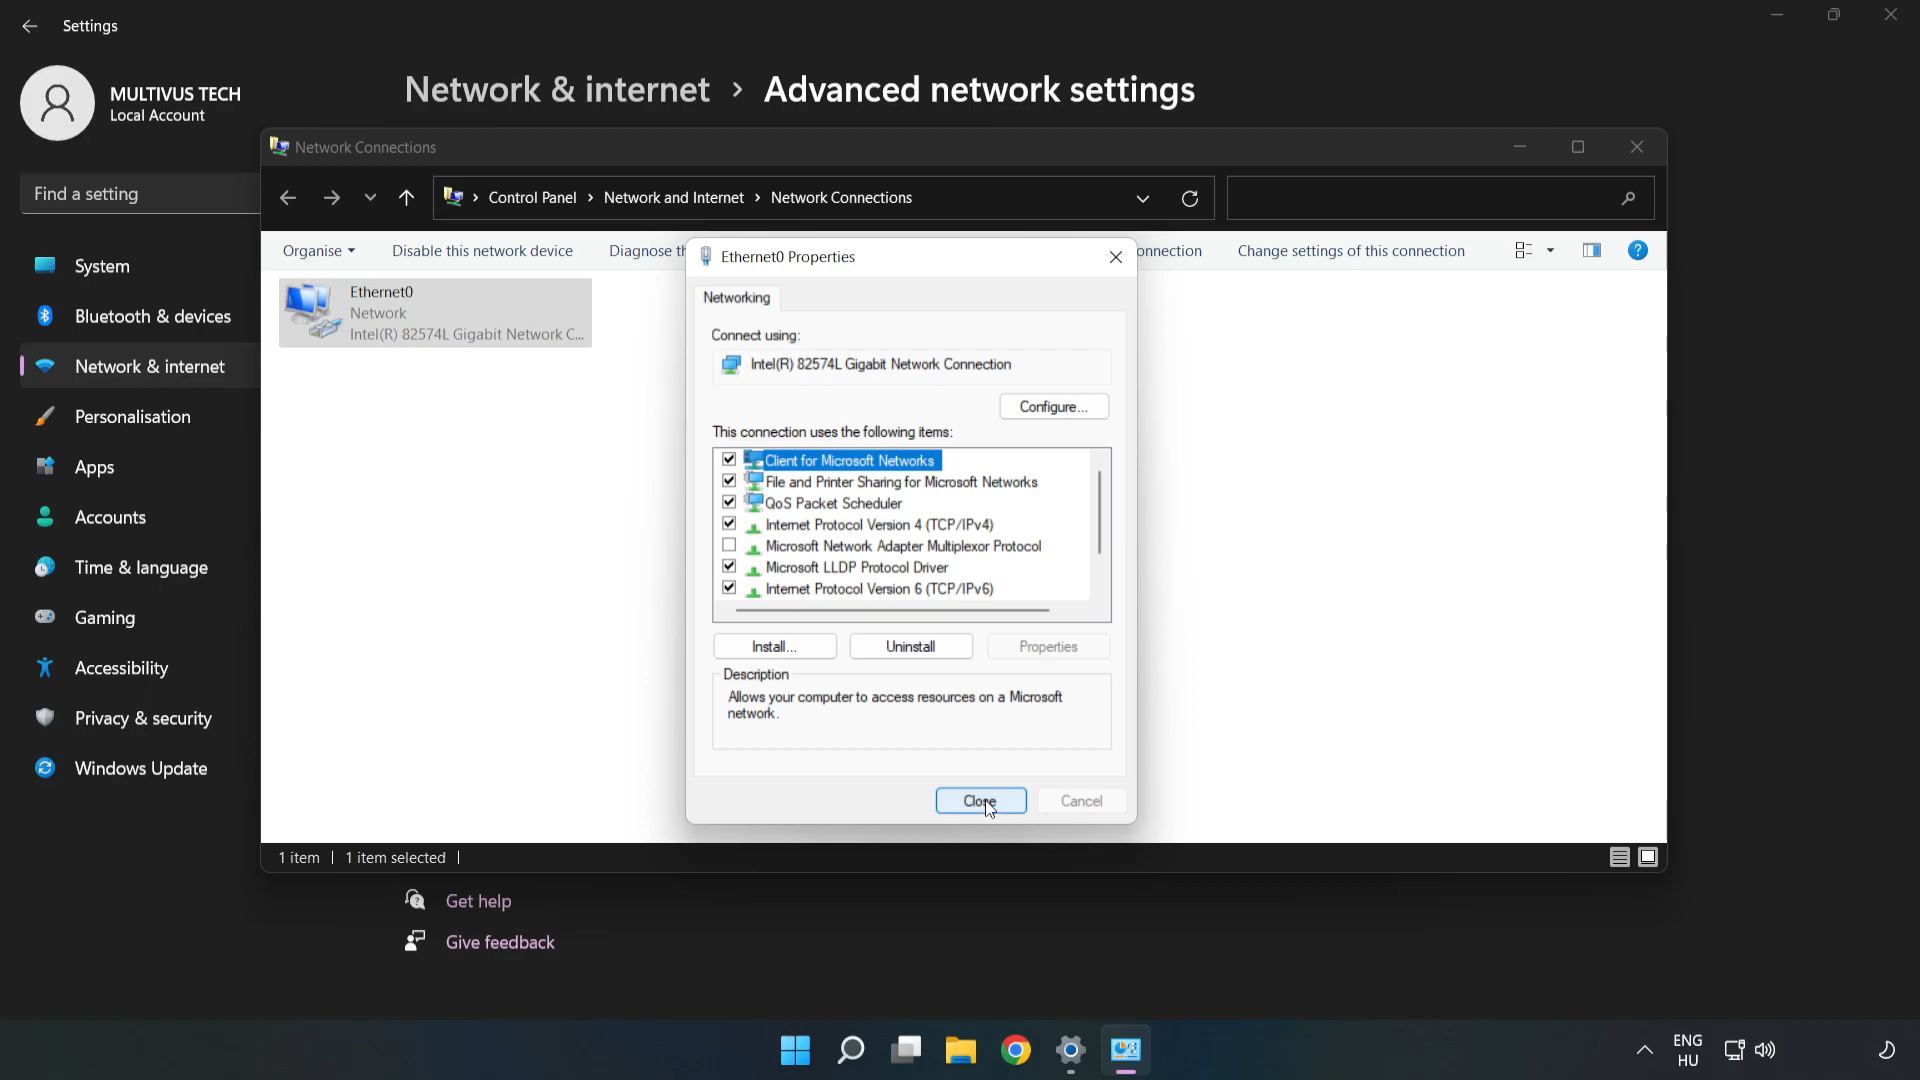 Settings
MULTIVUS TECH
Local Account
Find a setting
System
Bluetooth & devices
Network & internet
Personalisation
Apps
Accounts
Time & language
Gaming
Accessibility
Privacy & security
Windows Update
Network & internet › Advanced network settings
Network Connections
Control Panel › Network and Internet › Network Connections
Organise Disable this network device Diagnose th onnection Change settings of this connection
Ethernet0
Network
Intel(R) 82574L Gigabit Network C...
Ethernet0 Properties
Networking
Connect using:
Intel(R) 82574L Gigabit Network Connection
Configure...
This connection uses the following items:
Client for Microsoft Networks
File and Printer Sharing for Microsoft Networks
QoS Packet Scheduler
Internet Protocol Version 4 (TCP/IPv4)
Microsoft Network Adapter Multiplexor Protocol
Microsoft LLDP Protocol Driver
Internet Protocol Version 6 (TCP/IPv6)
Install... Uninstall Properties
Description
Allows your computer to access resources on a Microsoft
network.
Close Cancel
1 item 1 item selected
Get help
Give feedback
ENG
HU